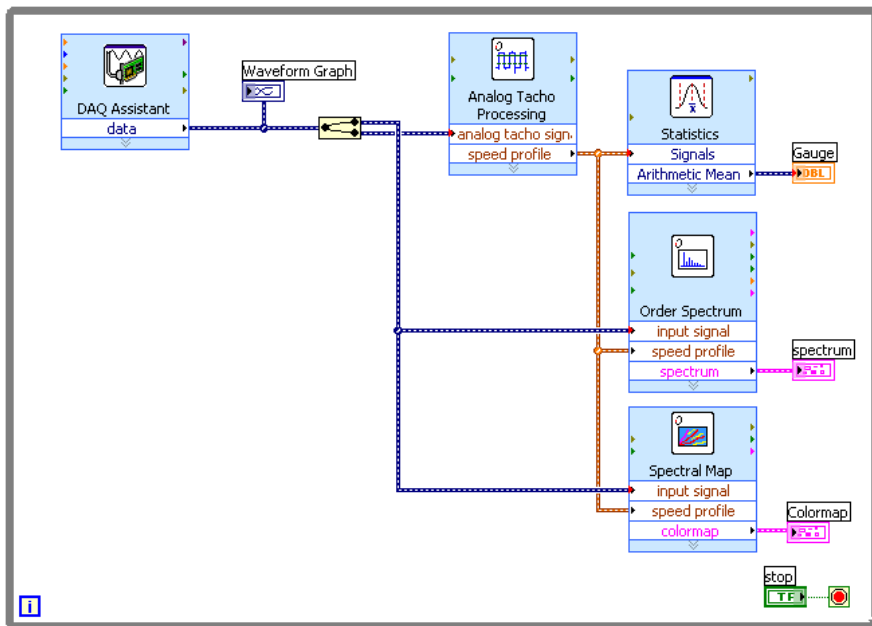 DAQ Assistant
data
Waveform Graph
Analog Tacho
Processing
analog tacho sign.
speed profile
Statistics
Signals
Arithmetic Mean
Gauge
DBL
Order Spectrum
input signal
speed profile
spectrum
spectrum
Spectral Map
input signal
speed profile
colormap
Colormap
stop
TF
i